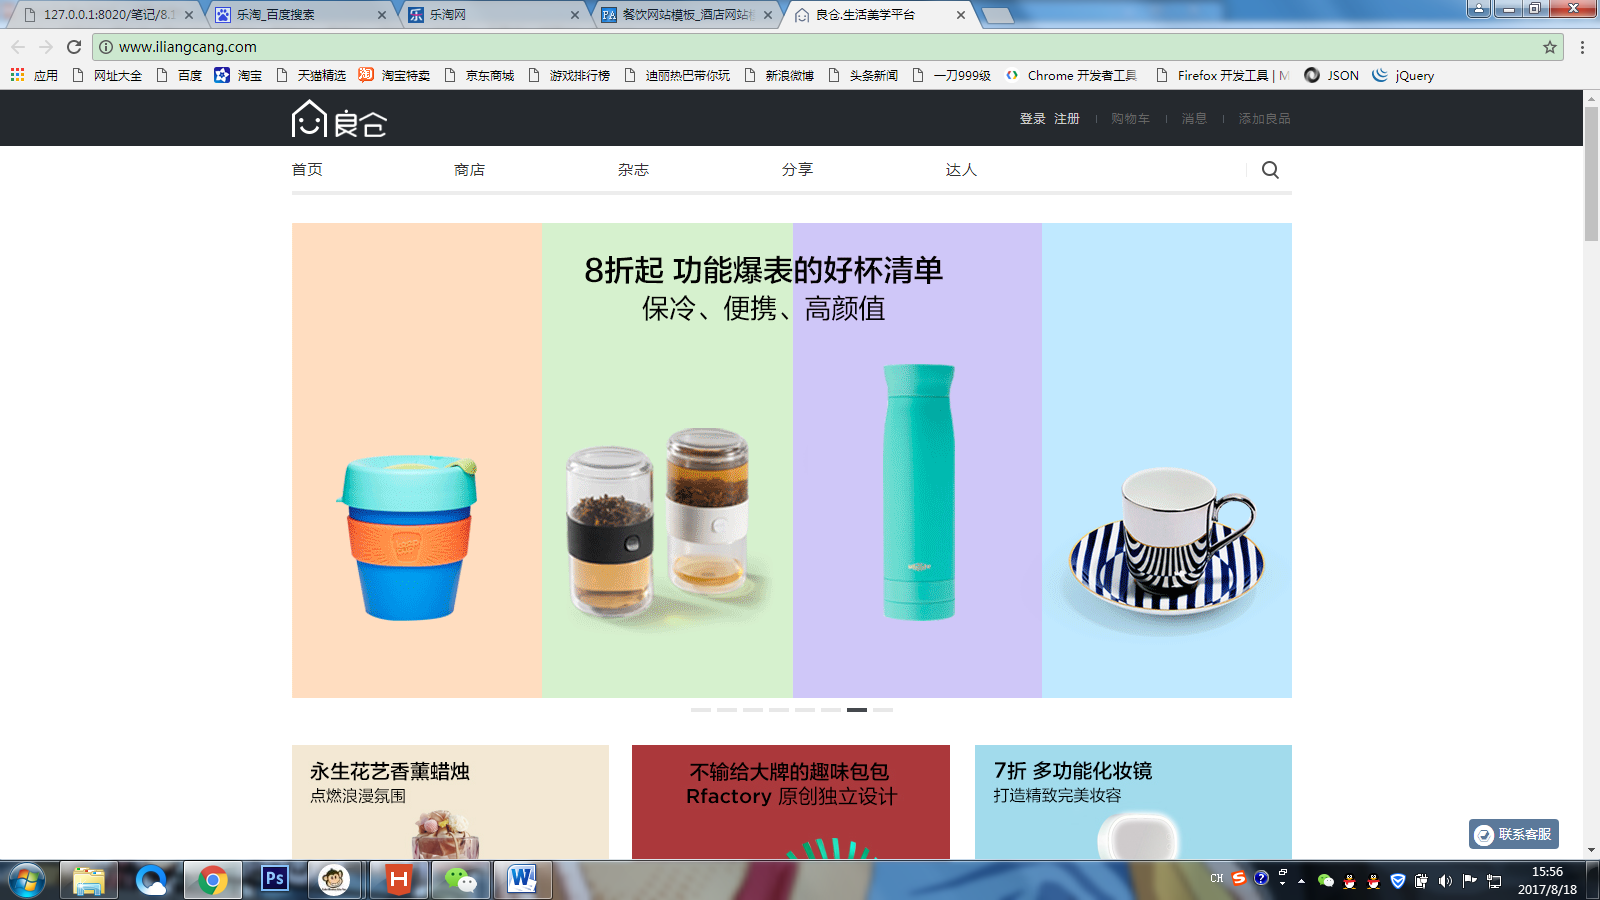 127.0.0.1:8020/笔记/8.1
乐淘_百度搜索
乐淘网
餐饮网站模板_酒店网站
良仓.生活美学平台
www.iliangcang.com
应用
网址大全
百度
淘宝
天猫精选
淘宝特卖
京东商城
游戏排行榜
迪丽热巴带你玩
新浪微博
头条新闻
一刀999级
Chrome 开发者工具
Firefox 开发工具 | M
JSON
jQuery
良仓
登录 注册
购物车
消息
添加良品
首页
商店
杂志
分享
达人
8折起 功能爆表的好杯清单
保冷、便携、高颜值
永生花艺香薰蜡烛
点燃浪漫氛围
不输给大牌的趣味包包
Rfactory 原创独立设计
7折 多功能化妆镜
打造精致完美妆容
联系客服
CH
15:56
2017/8/18